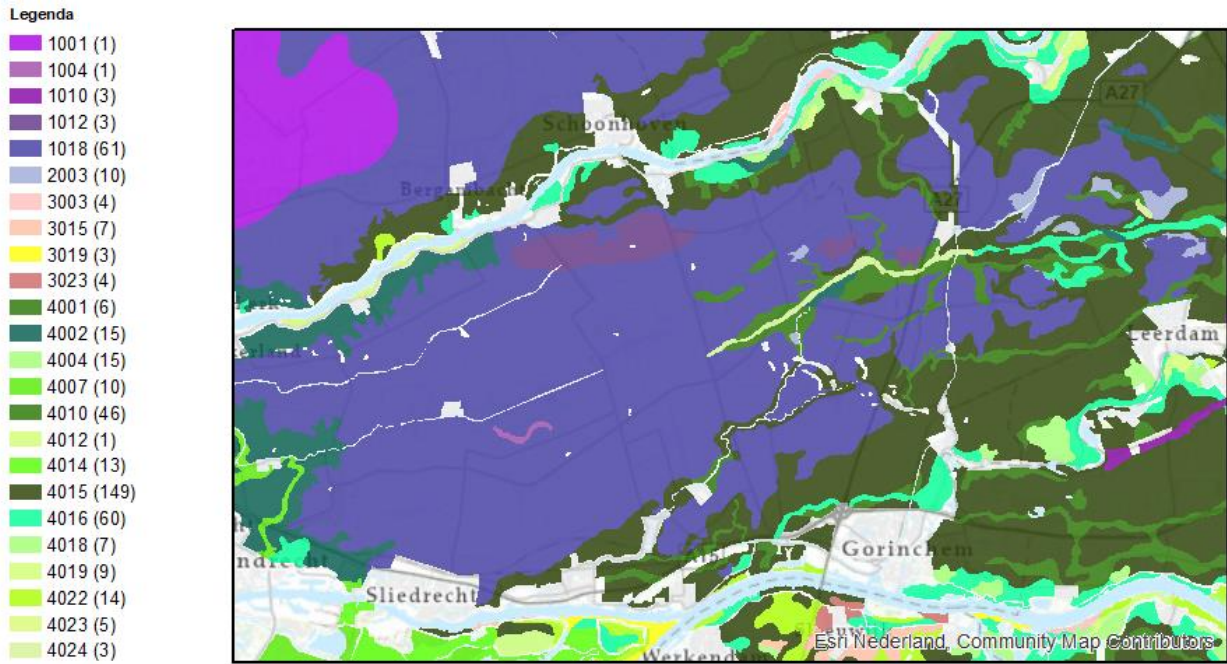 Legenda
1001 (1)
1004 (1)
1010 (3)
1012 (3)
1018 (61)
2003 (10)
3003 (4)
3015 (7)
3019 (3)
3023 (4)
4001 (6)
4002 (15)
4004 (15)
4007 (10)
4010 (46)
4012 (1)
4014 (13)
4015 (149)
4016 (60)
4018 (7)
4019 (9)
4022 (14)
4023 (5)
4024 (3)
A27
Schoonhoven
Bergambacht
A27
Leerdam
Gorinchem
Sliedrecht
Werkendam
Esri Nederland, Community Map Contributors